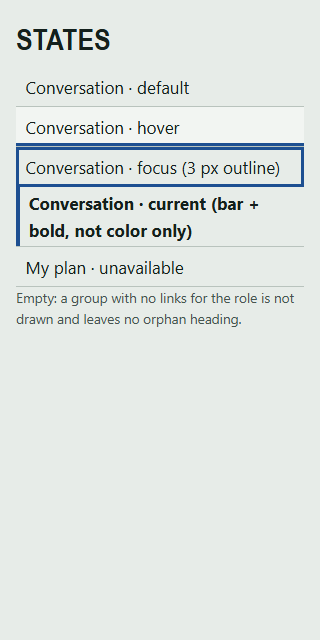 STATES
Conversation · default
Conversation · hover
Conversation · focus (3 px outline)
Conversation · current (bar +
bold, not color only)
My plan · unavailable
Empty: a group with no links for the role is not
drawn and leaves no orphan heading.